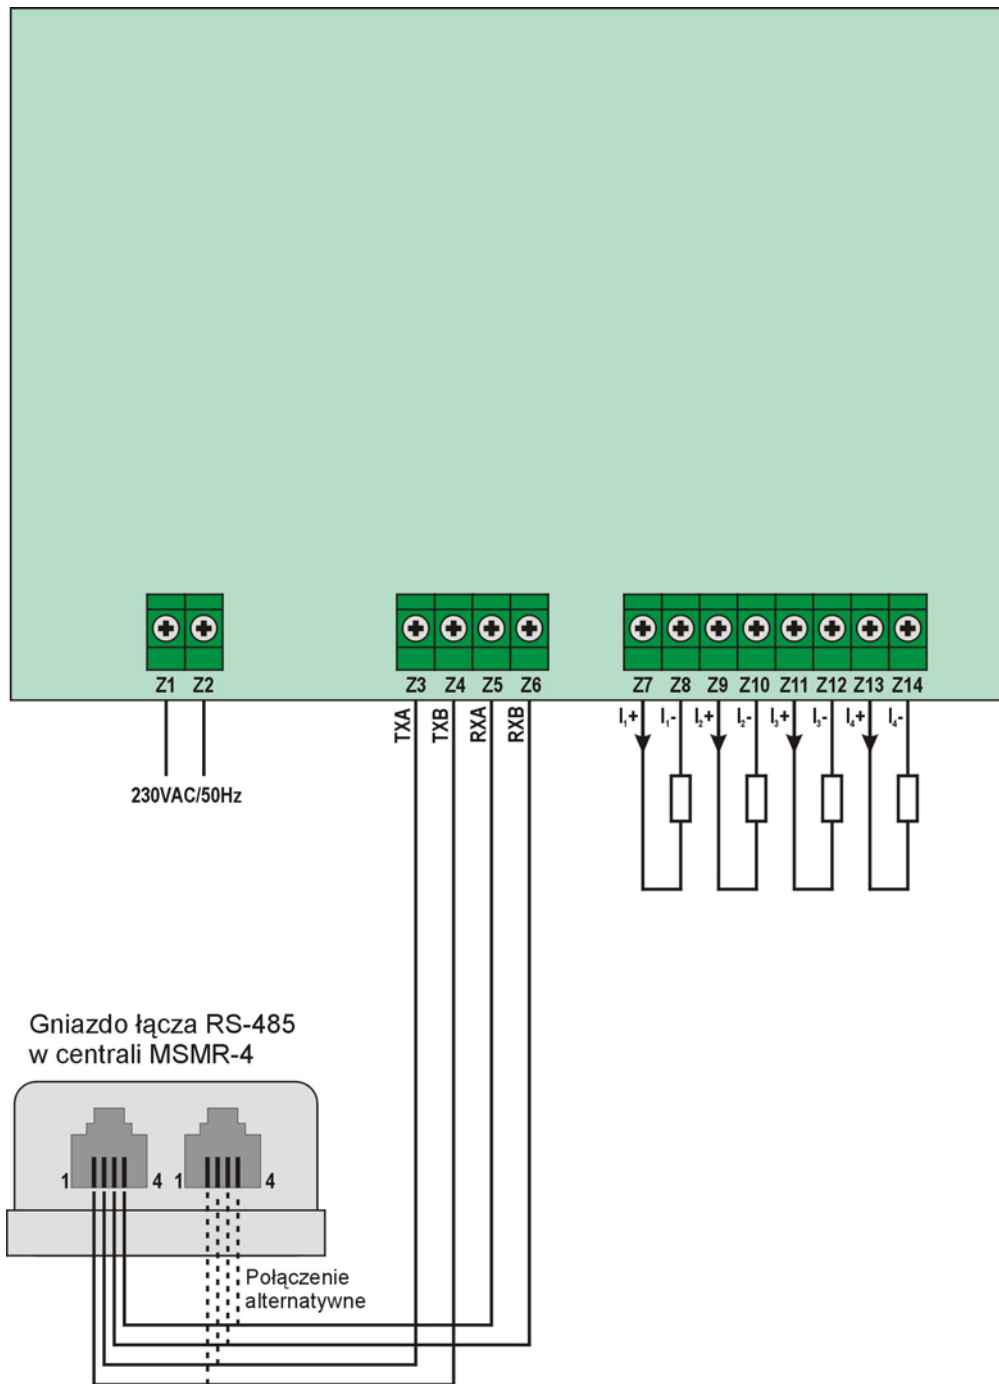 Z1 Z2 Z3 Z4 Z5 Z6 Z7 Z8 Z9 Z10 Z11 Z12 Z13 Z14
TXA TXB RXA RXB I₁+ I₁- I₂+ I₂- I₃+ I₃- I₄+ I₄-
230VAC/50Hz
Gniazdo łącza RS-485
w centrali MSMR-4
1 4 1 4
Połączenie
alternatywne